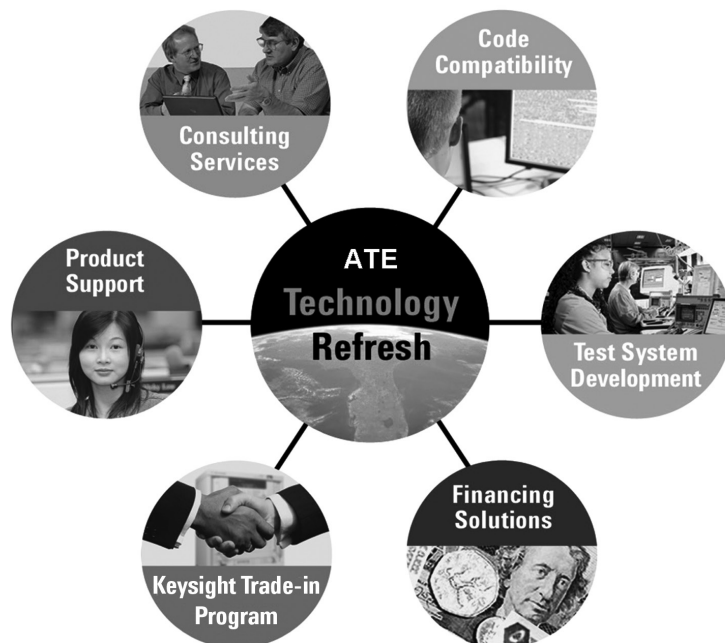 Consulting
Services
Code
Compatibility
Product
Support
ATE
Technology
Refresh
Test System
Development
Keysight Trade-in
Program
Financing
Solutions